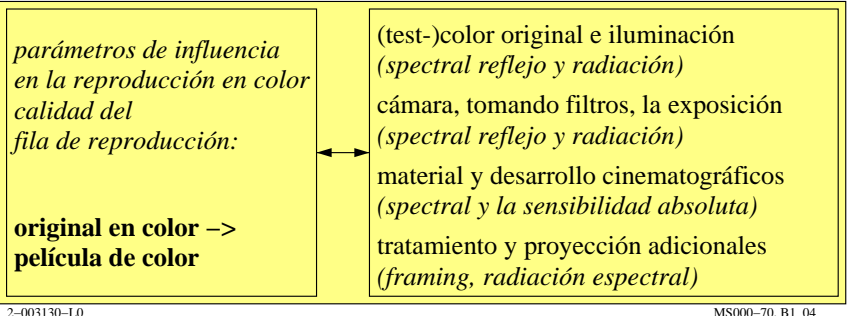 parámetros de influencia
en la reproducción en color
calidad del
fila de reproducción:
original en color −>
película de color
(test-)color original e iluminación
(spectral reflejo y radiación)
cámara, tomando filtros, la exposición
(spectral reflejo y radiación)
material y desarrollo cinematográficos
(spectral y la sensibilidad absoluta)
tratamiento y proyección adicionales
(framing, radiación espectral)
2−003130−L0
MS000−70, B1_04